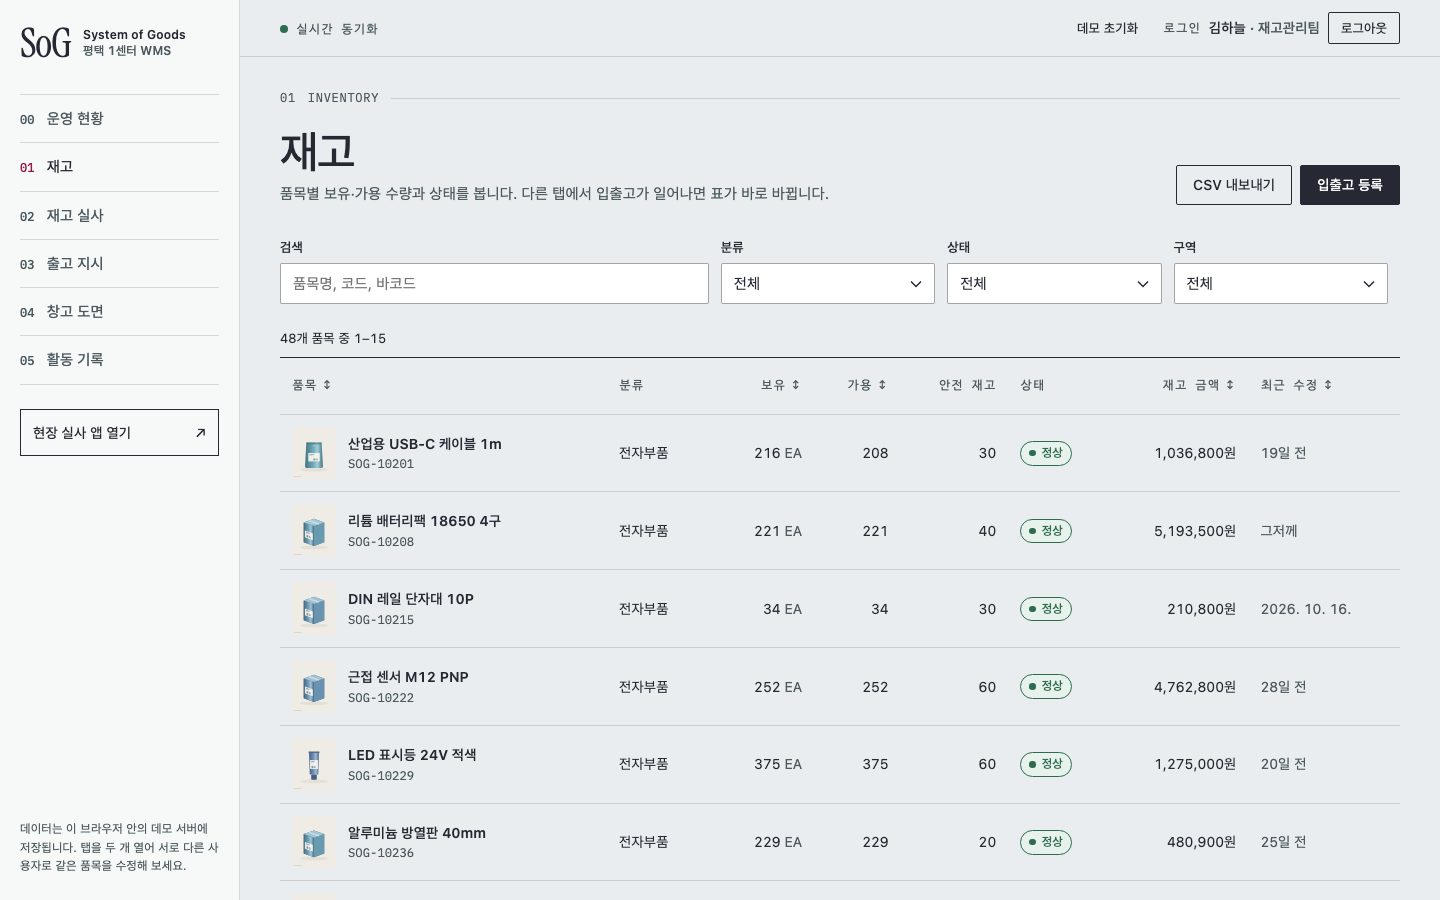 SoG
System of Goods
평택 1센터 WMS
00 운영 현황
01 재고
02 재고 실사
03 출고 지시
04 창고 도면
05 활동 기록
현장 실사 앱 열기
데이터는 이 브라우저 안의 데모 서버에
저장됩니다. 탭을 두 개 열어 서로 다른 사
용자로 같은 품목을 수정해 보세요.
실시간 동기화
데모 초기화
로그인 김하늘 · 재고관리팀
로그아웃
01 INVENTORY
재고
품목별 보유·가용 수량과 상태를 봅니다. 다른 탭에서 입출고가 일어나면 표가 바로 바뀝니다.
CSV 내보내기
입출고 등록
검색 분류 상태 구역
품목명, 코드, 바코드 전체 전체 전체
48개 품목 중 1–15
품목 ↕ 분류 보유 ↕ 가용 ↕ 안전 재고 상태 재고 금액 ↕ 최근 수정 ↕
산업용 USB-C 케이블 1m
SOG-10201
전자부품 216 EA 208 30 정상 1,036,800원 19일 전
리튬 배터리팩 18650 4구
SOG-10208
전자부품 221 EA 221 40 정상 5,193,500원 그저께
DIN 레일 단자대 10P
SOG-10215
전자부품 34 EA 34 30 정상 210,800원 2026. 10. 16.
근접 센서 M12 PNP
SOG-10222
전자부품 252 EA 252 60 정상 4,762,800원 28일 전
LED 표시등 24V 적색
SOG-10229
전자부품 375 EA 375 60 정상 1,275,000원 20일 전
알루미늄 방열판 40mm
SOG-10236
전자부품 229 EA 229 20 정상 480,900원 25일 전